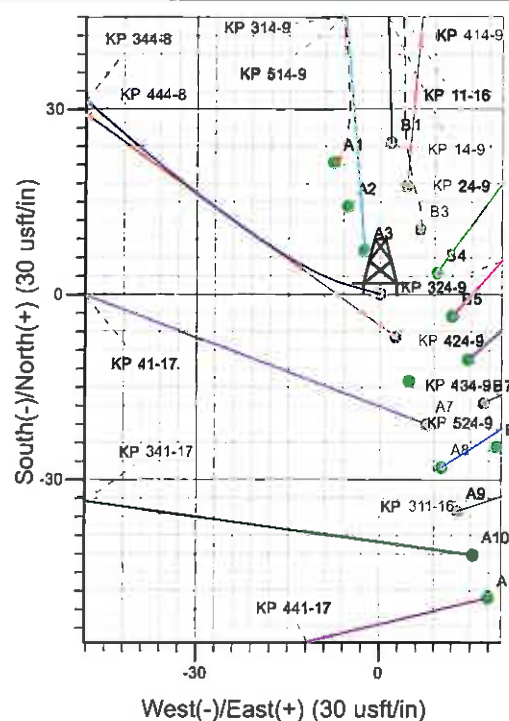 KP 344-8
KP 314-9
KP 414-9
KP 514-9
KP 444-8
KP 11-16
30
B1
A1
KP 14-9
A2
KP 24-9
B3
A3
B4
KP 324-9
0
B5
KP 424-9
KP 41-17
KP 434-9
B7
A7
KP 524-9
KP 341-17
A8
-30
A9
KP 311-16
A10
A
KP 441-17
-30
0
South(-)/North(+) (30 usft/in)
West(-)/East(+) (30 usft/in)